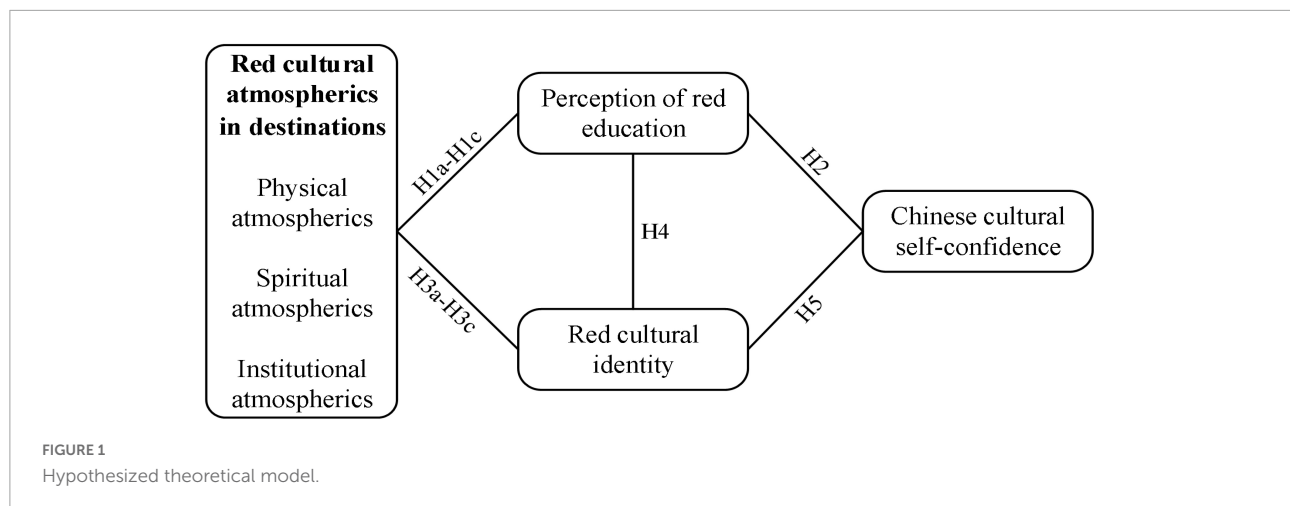 Red cultural
atmospherics
in destinations
Physical
atmospherics
Spiritual
atmospherics
Institutional
atmospherics
H1a-H1c
H3a-H3c
Perception of red
education
H4
Red cultural
identity
H2
H5
Chinese cultural
self-confidence
FIGURE 1
Hypothesized theoretical model.